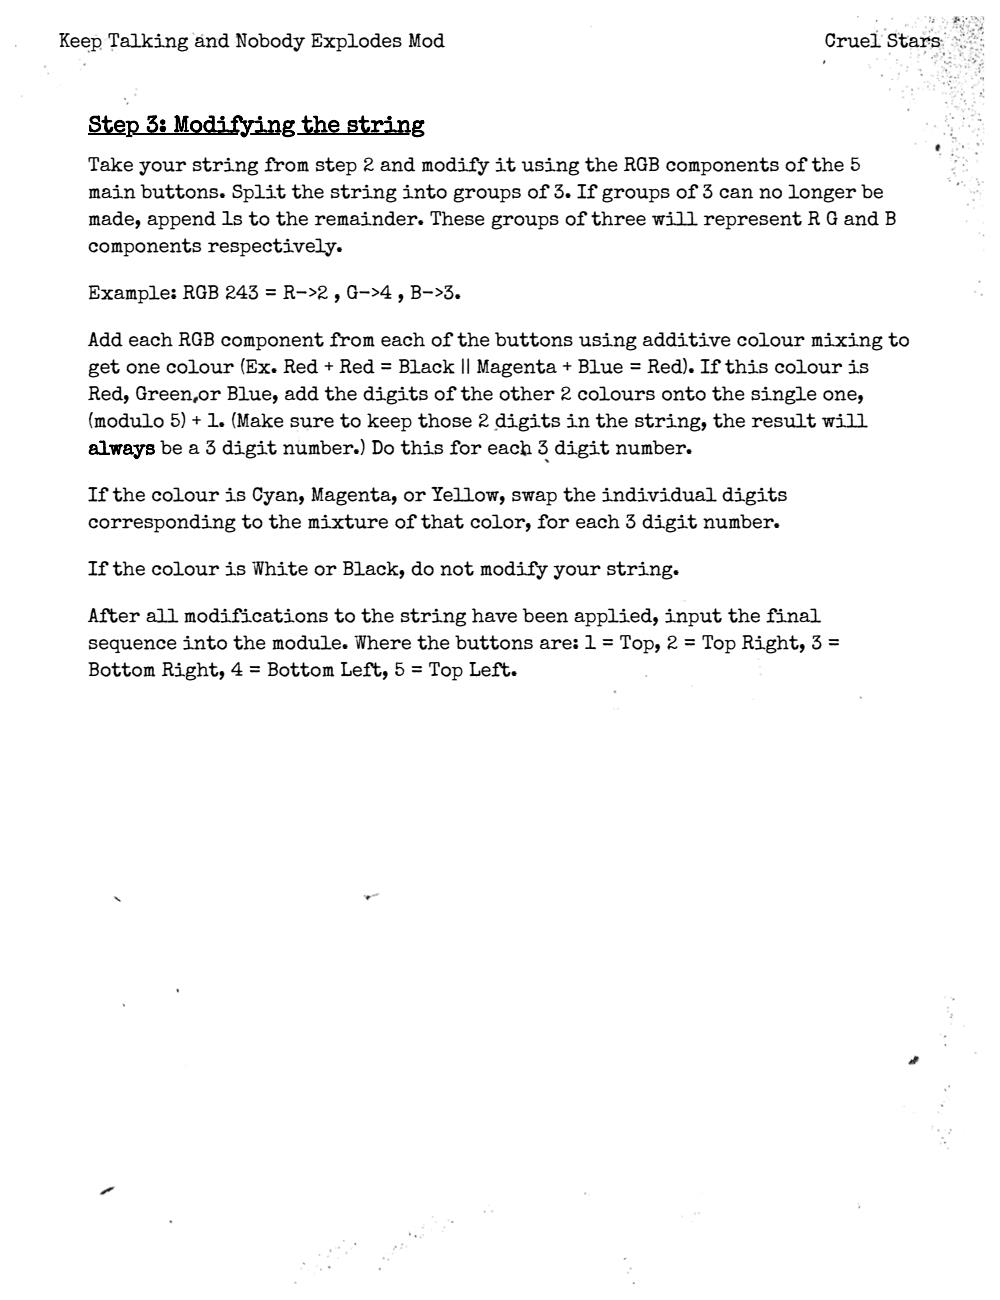 Keep Talking and Nobody Explodes Mod
Cruel Stars
Step 3: Modifying the string
Take your string from step 2 and modify it using the RGB components of the 5
main buttons. Split the string into groups of 3. If groups of 3 can no longer be
made, append 1s to the remainder. These groups of three will represent R G and B
components respectively.
Example: RGB 243 = R->2 , G->4 , B->3.
Add each RGB component from each of the buttons using additive colour mixing to
get one colour (Ex. Red + Red = Black || Magenta + Blue = Red). If this colour is
Red, Green,or Blue, add the digits of the other 2 colours onto the single one,
(modulo 5) + 1. (Make sure to keep those 2 digits in the string, the result will
always be a 3 digit number.) Do this for each 3 digit number.
If the colour is Cyan, Magenta, or Yellow, swap the individual digits
corresponding to the mixture of that color, for each 3 digit number.
If the colour is White or Black, do not modify your string.
After all modifications to the string have been applied, input the final
sequence into the module. Where the buttons are: 1 = Top, 2 = Top Right, 3 =
Bottom Right, 4 = Bottom Left, 5 = Top Left.